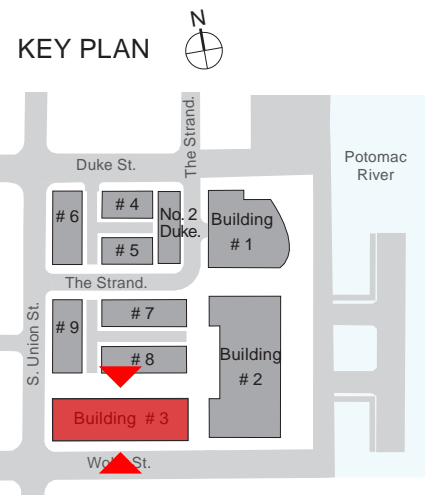 N
KEY PLAN
The Strand.
Duke St.
Potomac
River
# 6
# 4
# 5
No. 2
Duke.
Building
# 1
The Strand.
S. Union St.
# 9
# 7
# 8
Building
# 2
Building # 3
St.